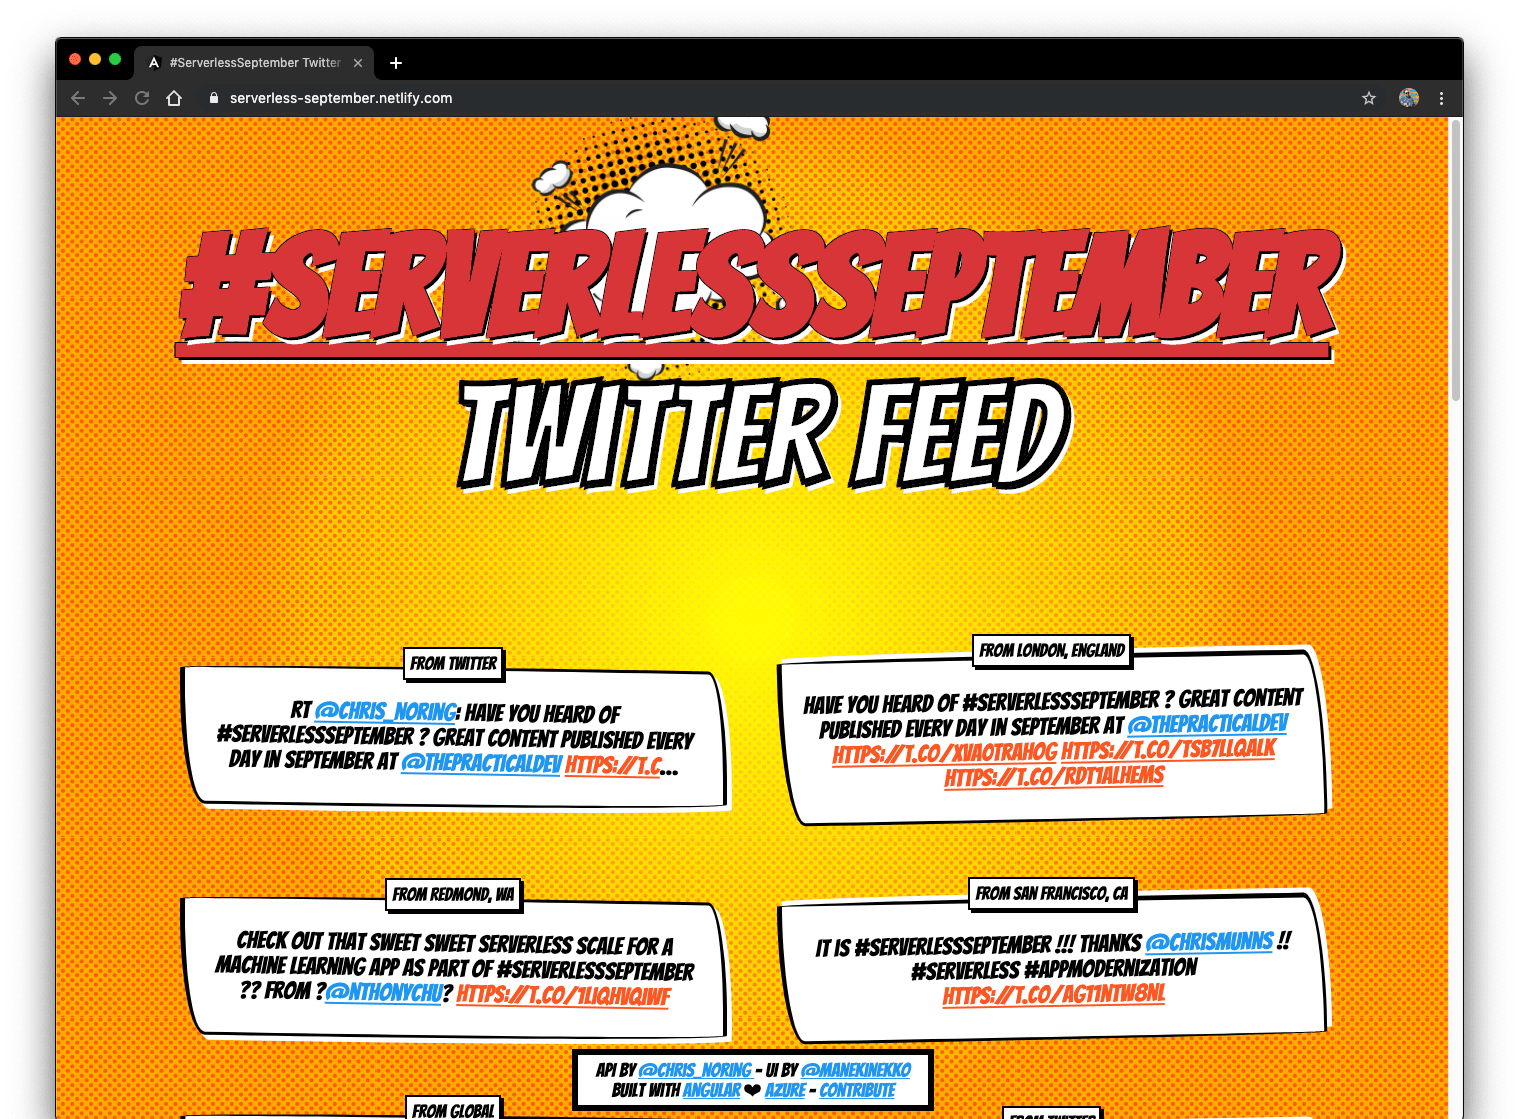 #ServerlessSeptember Twitter
serverless-september.netlify.com
#SERVERLESSSEPTEMBER
TWITTER FEED
FROM TWITTER
RT @CHRIS_NORING: HAVE YOU HEARD OF
#SERVERLESSSEPTEMBER ? GREAT CONTENT PUBLISHED EVERY
DAY IN SEPTEMBER AT @THEPRACTICALDEV HTTPS://T.C...
FROM LONDON, ENGLAND
HAVE YOU HEARD OF #SERVERLESSSEPTEMBER ? GREAT CONTENT
PUBLISHED EVERY DAY IN SEPTEMBER AT @THEPRACTICALDEV
HTTPS://T.CO/XVAOTRAHOG HTTPS://T.CO/TSB7LLQALK
HTTPS://T.CO/RDT1ALHEMS
FROM REDMOND, WA
CHECK OUT THAT SWEET SWEET SERVERLESS SCALE FOR A
MACHINE LEARNING APP AS PART OF #SERVERLESSSEPTEMBER
?? FROM ?@NTHONYCHU? HTTPS://T.CO/1LIQHVQIWF
FROM SAN FRANCISCO, CA
IT IS #SERVERLESSSEPTEMBER !!! THANKS @CHRISMUNNS !!
#SERVERLESS #APPMODERNIZATION
HTTPS://T.CO/AG11NTW8NL
API BY @CHRIS_NORING - UI BY @MANEKINEKKO
BUILT WITH ANGULAR ❤ AZURE - CONTRIBUTE
FROM GLOBAL
FROM TWITTER